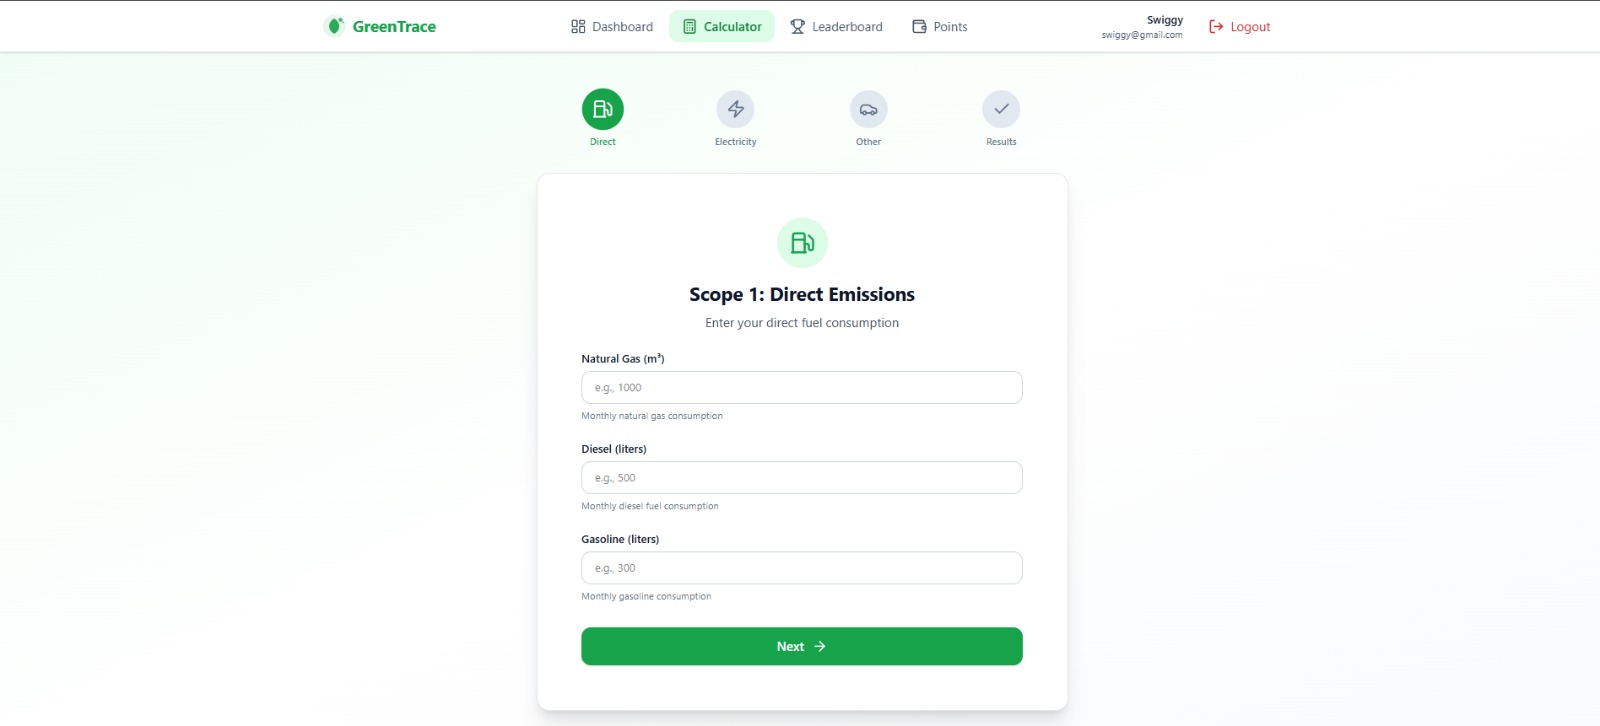 GreenTrace
Dashboard
Calculator
Leaderboard
Points
Swiggy
swiggy@gmail.com
Logout
Direct
Electricity
Other
Results
Scope 1: Direct Emissions
Enter your direct fuel consumption
Natural Gas (m³)
e.g., 1000
Monthly natural gas consumption
Diesel (liters)
e.g., 500
Monthly diesel fuel consumption
Gasoline (liters)
e.g., 300
Monthly gasoline consumption
Next →